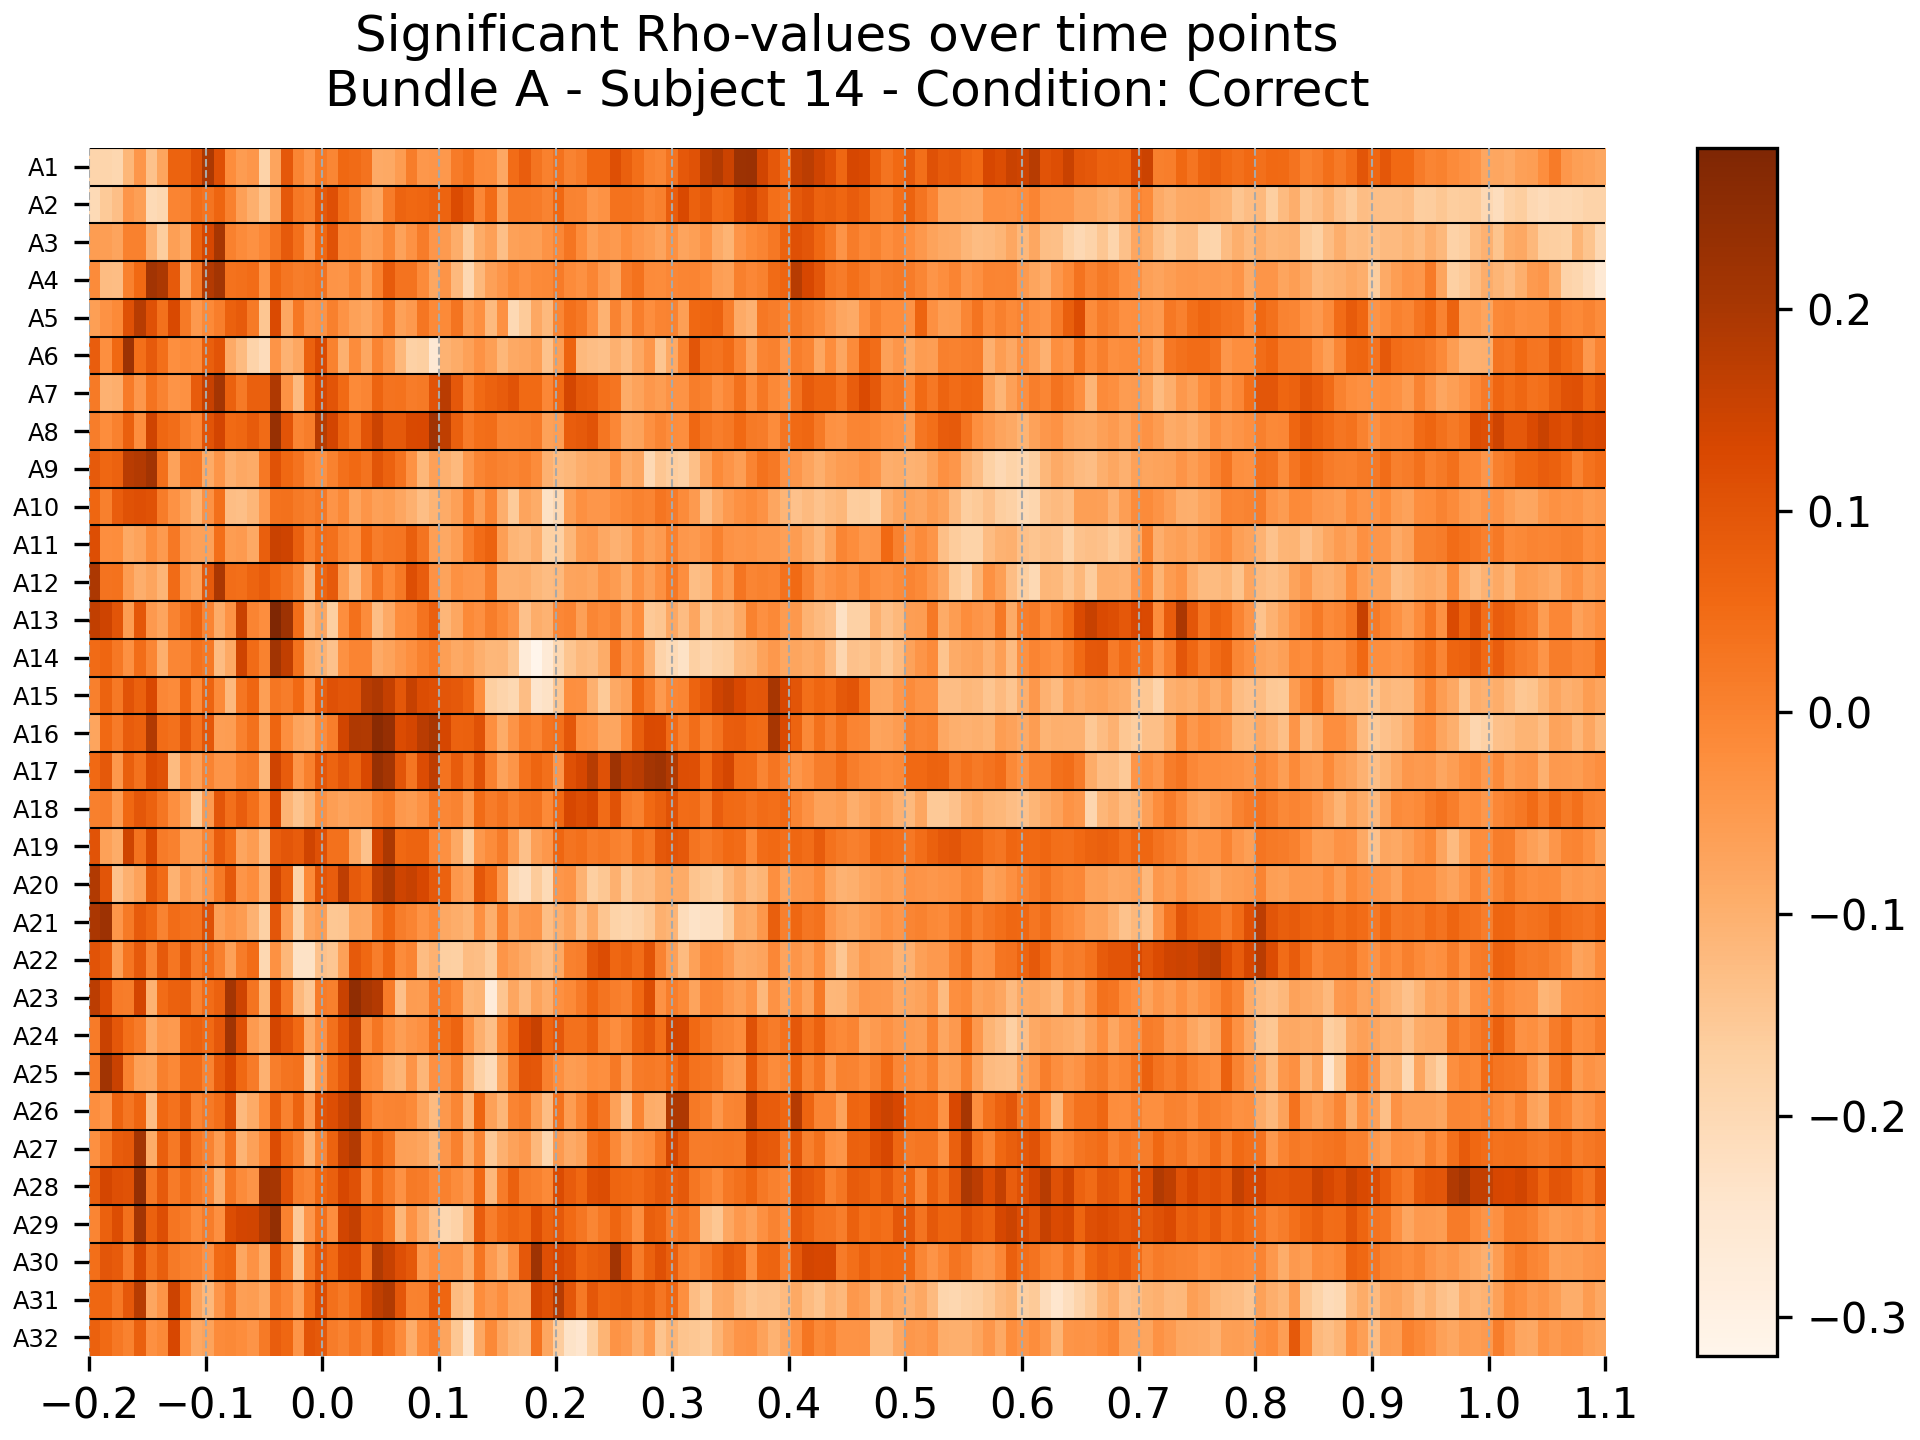 Significant Rho-values over time points
Bundle A - Subject 14 - Condition: Correct
A1
A2
A3
A4
A5
A6
A7
A8
A9
A10
A11
A12
A13
A14
A15
A16
A17
A18
A19
A20
A21
A22
A23
A24
A25
A26
A27
A28
A29
A30
A31
A32
−0.2 −0.1 0.0 0.1 0.2 0.3 0.4 0.5 0.6 0.7 0.8 0.9 1.0 1.1
0.2
0.1
0.0
−0.1
−0.2
−0.3